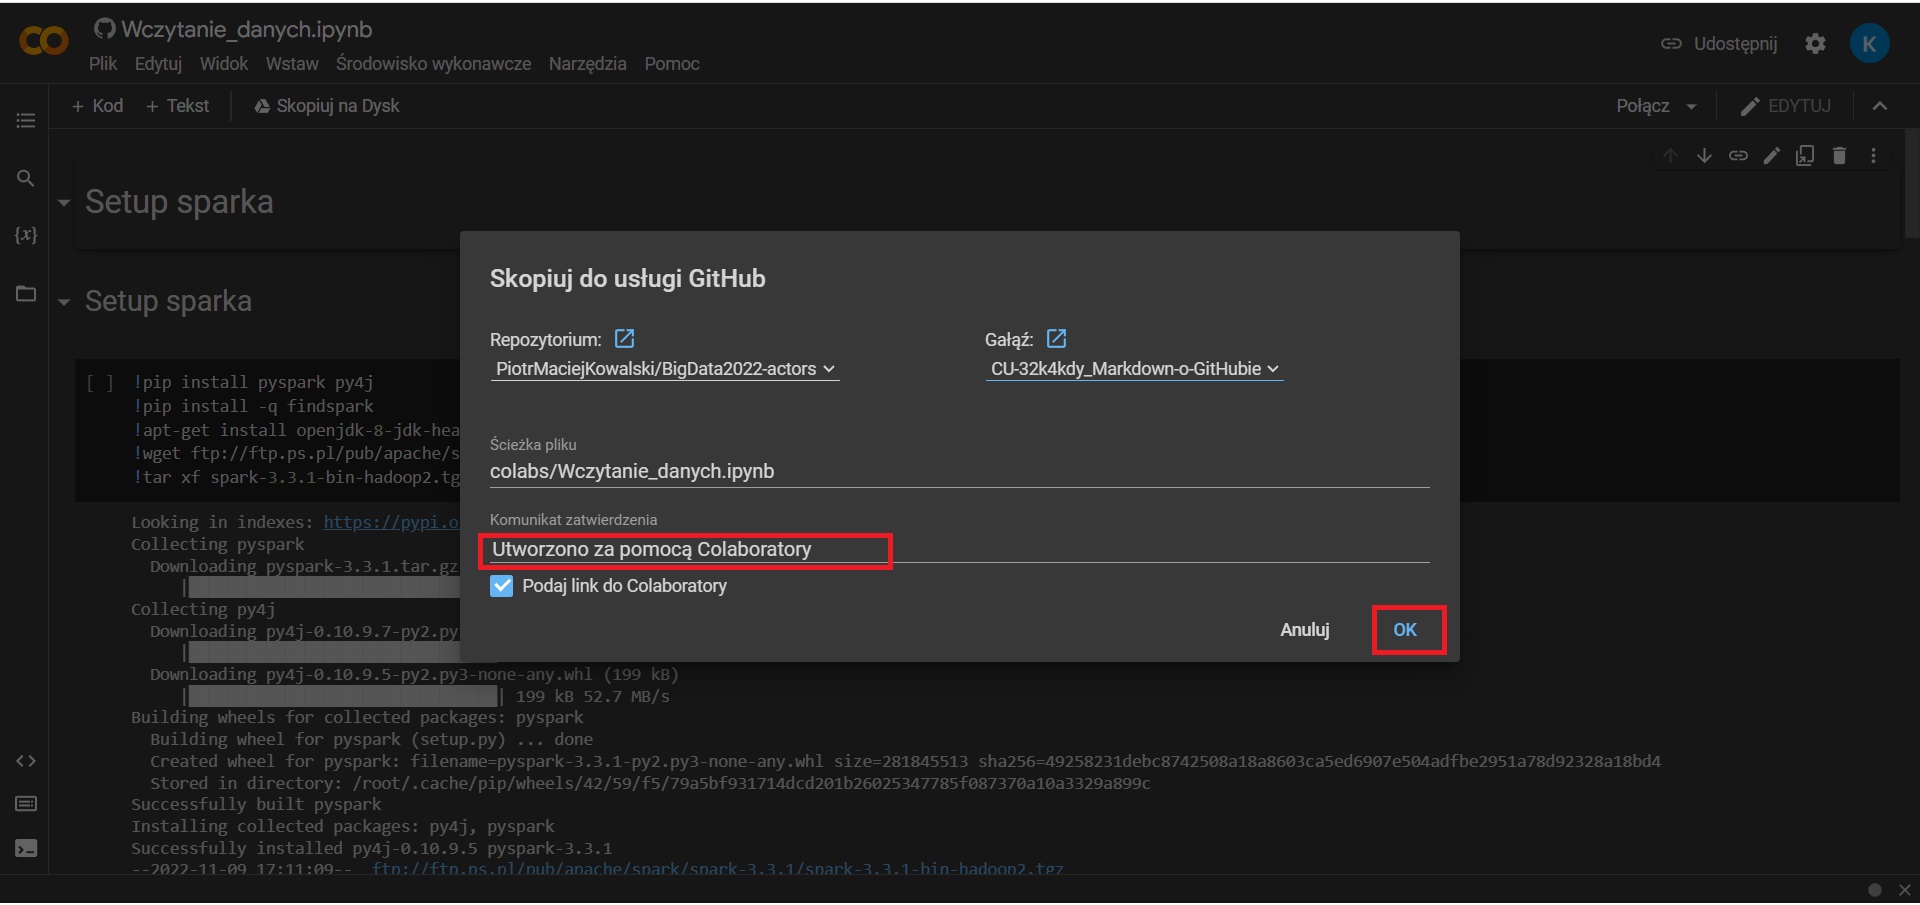 Wczytanie_danych.ipynb
Plik Edytuj Widok Wstaw Środowisko wykonawcze Narzędzia Pomoc
Udostępnij
K
+ Kod + Tekst Skopiuj na Dysk
Połącz
EDYTUJ
Setup sparka
Setup sparka
[ ] !pip install pyspark py4j
!pip install -q findspark
!apt-get install openjdk-8-jdk-hea
!wget ftp://ftp.ps.pl/pub/apache/s
!tar xf spark-3.3.1-bin-hadoop2.tg
Looking in indexes: https://pypi.o
Collecting pyspark
Downloading pyspark-3.3.1.tar.gz
Collecting py4j
Downloading py4j-0.10.9.7-py2.py
Downloading py4j-0.10.9.5-py2.py3-none-any.whl (199 kB)
| 199 kB 52.7 MB/s
Building wheels for collected packages: pyspark
Building wheel for pyspark (setup.py) ... done
Created wheel for pyspark: filename=pyspark-3.3.1-py2.py3-none-any.whl size=281845513 sha256=49258231debc8742508a18a8603ca5ed6907e504adfbe2951a78d92328a18bd4
Stored in directory: /root/.cache/pip/wheels/42/59/f5/79a5bf931714dcd201b26025347785f087370a10a3329a899c
Successfully built pyspark
Installing collected packages: py4j, pyspark
Successfully installed py4j-0.10.9.5 pyspark-3.3.1
--2022-11-09 17:11:09-- ftp://ftp.ps.pl/pub/apache/spark/spark-3.3.1/spark-3.3.1-bin-hadoop2.tgz
Skopiuj do usługi GitHub
Repozytorium:
PiotrMaciejKowalski/BigData2022-actors
Gałąź:
CU-32k4kdy_Markdown-o-GitHubie
Ścieżka pliku
colabs/Wczytanie_danych.ipynb
Komunikat zatwierdzenia
Utworzono za pomocą Colaboratory
Podaj link do Colaboratory
Anuluj OK